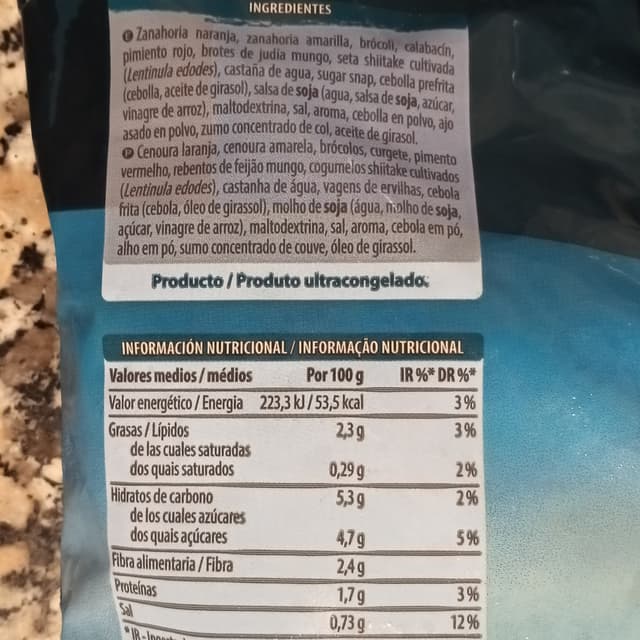 INGREDIENTES
E Zanahoria naranja, zanahoria amarilla, brócoli, calabacín,
pimiento rojo, brotes de judia mungo, seta shiitake cultivada
(Lentinula edodes), castaña de agua, sugar snap, cebolla prefrita
(cebolla, aceite de girasol), salsa de soja (agua, salsa de soja, azúcar,
vinagre de arroz), maltodextrina, sal, aroma, cebolla en polvo, ajo
asado en polvo, zumo concentrado de col, aceite de girasol.
P Cenoura laranja, cenoura amarela, brócolos, curgete, pimento
vermelho, rebentos de feijão mungo, cogumelos shiitake cultivados
(Lentinula edodes), castanha de água, vagens de ervilhas, cebola
frita (cebola, óleo de girassol), molho de soja (água, molho de soja,
açúcar, vinagre de arroz), maltodextrina, sal, aroma, cebola em pó,
alho em pó, sumo concentrado de couve, óleo de girassol.
Producto / Produto ultracongelado.
INFORMACIÓN NUTRICIONAL / INFORMAÇÃO NUTRICIONAL
Valores medios / médios Por 100 g IR %* DR %*
Valor energético / Energia 223,3 kJ / 53,5 kcal 3 %
Grasas / Lípidos 2,3 g 3 %
de las cuales saturadas
dos quais saturados 0,29 g 2 %
Hidratos de carbono 5,3 g 2 %
de los cuales azúcares
dos quais açúcares 4,7 g 5 %
Fibra alimentaria / Fibra 2,4 g
Proteínas 1,7 g 3 %
Sal 0,73 g 12 %